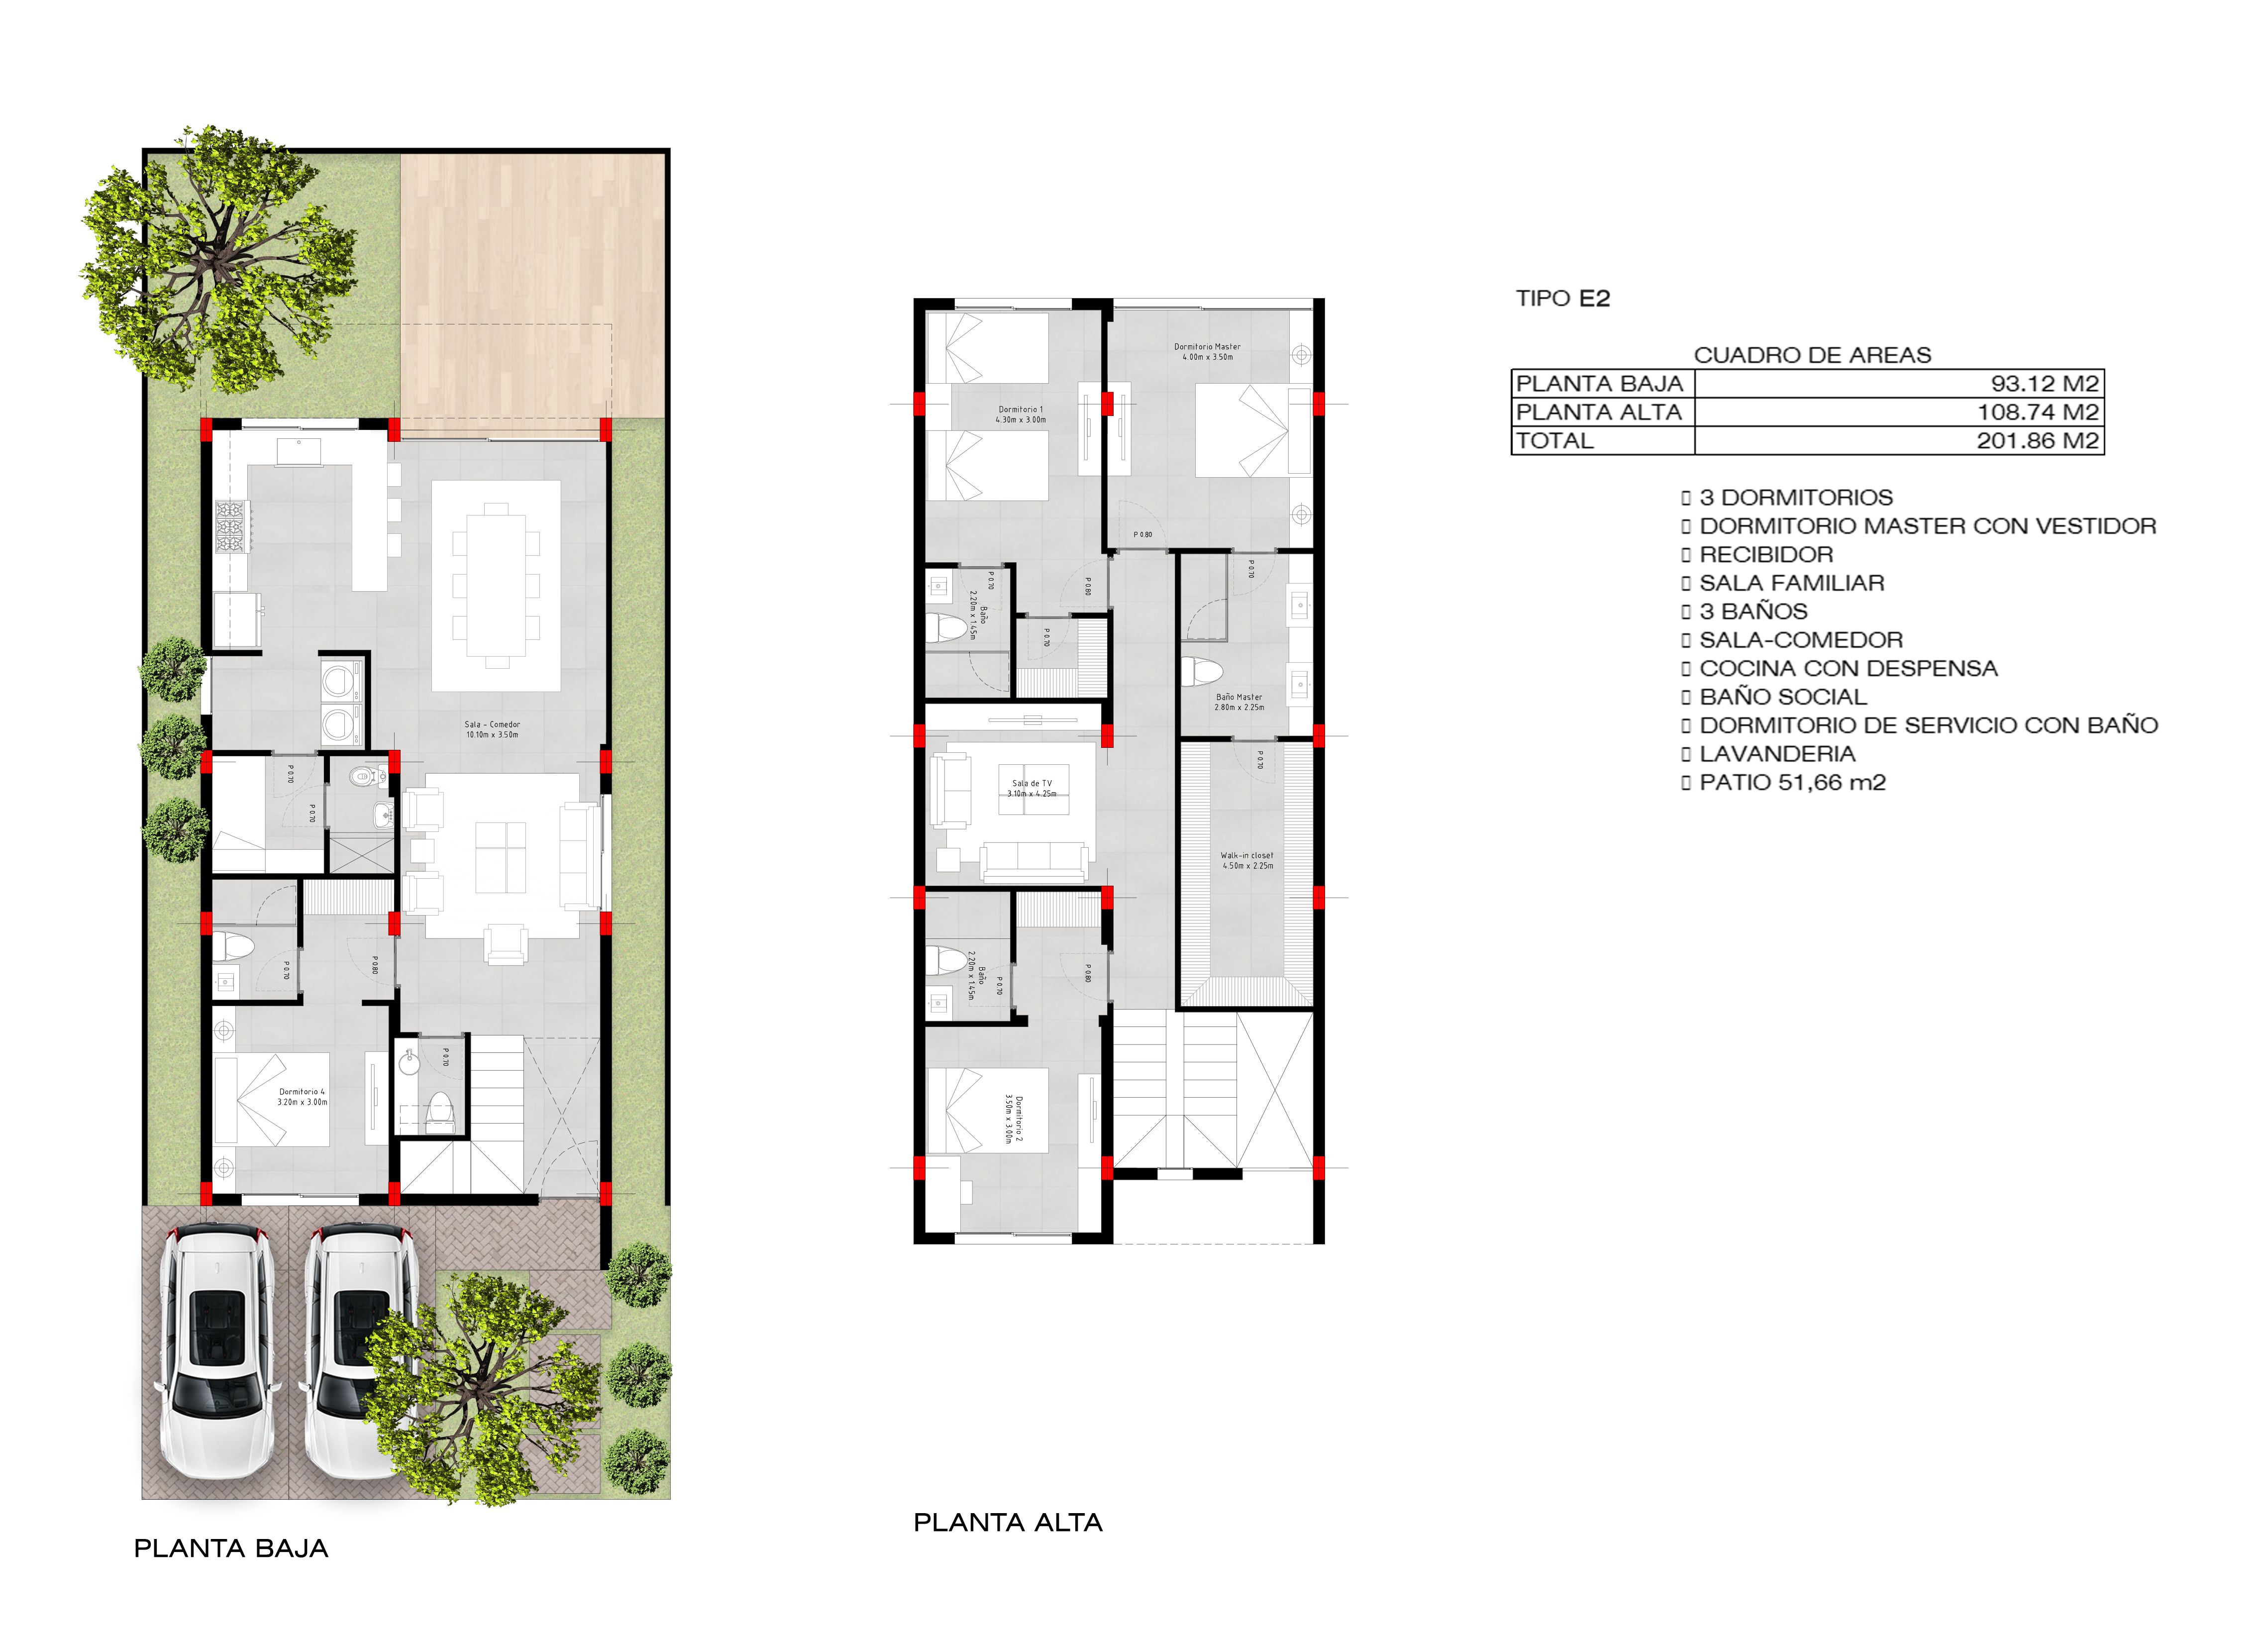 TIPO E2
CUADRO DE AREAS
PLANTA BAJA 93.12 M2
PLANTA ALTA 108.74 M2
TOTAL 201.86 M2
3 DORMITORIOS
DORMITORIO MASTER CON VESTIDOR
RECIBIDOR
SALA FAMILIAR
3 BAÑOS
SALA-COMEDOR
COCINA CON DESPENSA
BAÑO SOCIAL
DORMITORIO DE SERVICIO CON BAÑO
LAVANDERIA
PATIO 51,66 m2
Sala - Comedor
10.10m x 3.50m
P 0.70
P 0.70
P 0.70
P 0.80
P 0.70
Dormitorio 4
3.20m x 3.00m
PLANTA BAJA
Dormitorio Master
4.00m x 3.50m
Dormitorio 1
4.30m x 3.00m
P 0.80
P 0.70
P 0.80
P 0.70
Baño
2.20m x 1.45m
P 0.70
Baño Master
2.80m x 2.25m
P 0.70
Sala de TV
3.10m x 4.25m
Walk-in closet
4.50m x 2.25m
Baño
2.20m x 1.45m
P 0.70
P 0.80
Dormitorio 2
3.50m x 3.00m
PLANTA ALTA